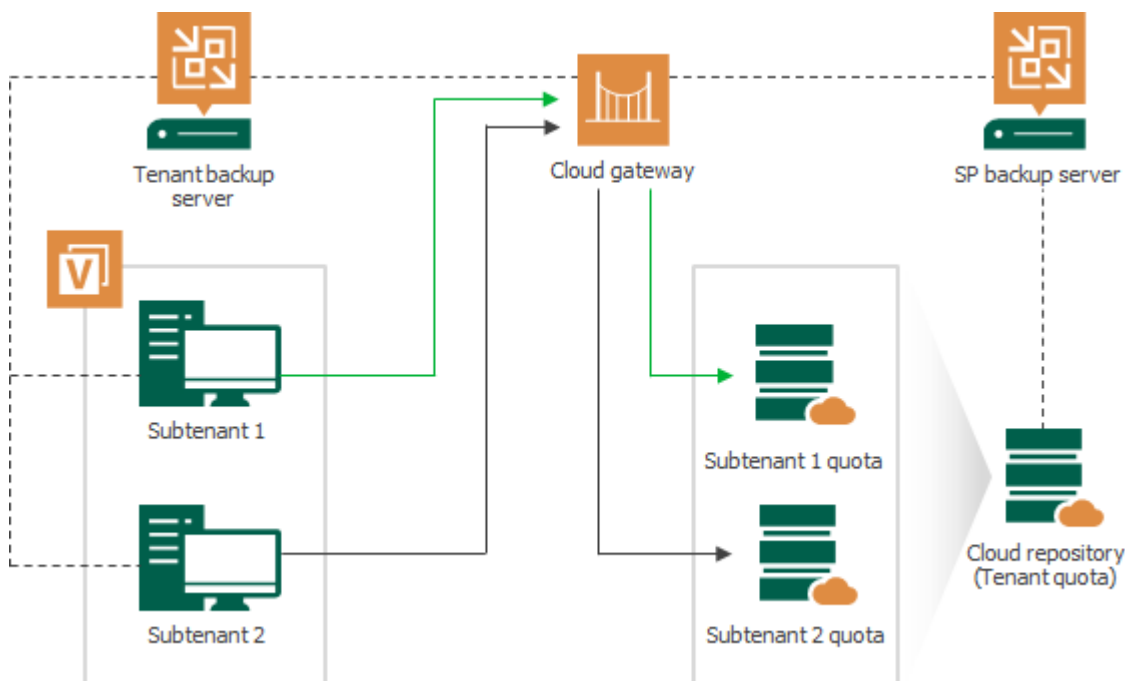 Tenant backup
server
Cloud gateway
SP backup server
V
Subtenant 1
Subtenant 1 quota
Subtenant 2
Subtenant 2 quota
Cloud repository
(Tenant quota)